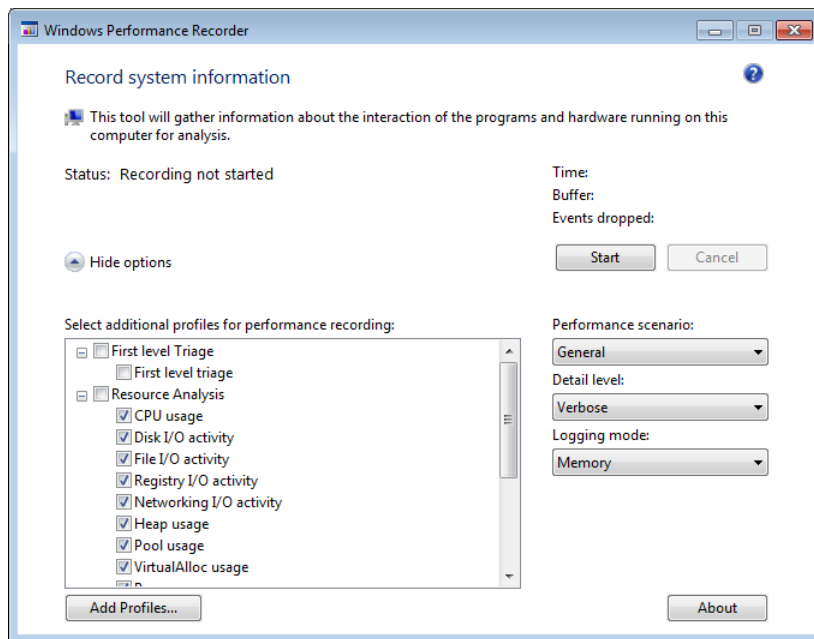 Windows Performance Recorder
Record system information
This tool will gather information about the interaction of the programs and hardware running on this
computer for analysis.
Status: Recording not started
Time:
Buffer:
Events dropped:
Hide options
Start
Cancel
Select additional profiles for performance recording:
First level Triage
First level triage
Resource Analysis
CPU usage
Disk I/O activity
File I/O activity
Registry I/O activity
Networking I/O activity
Heap usage
Pool usage
VirtualAlloc usage
Performance scenario:
General
Detail level:
Verbose
Logging mode:
Memory
Add Profiles...
About